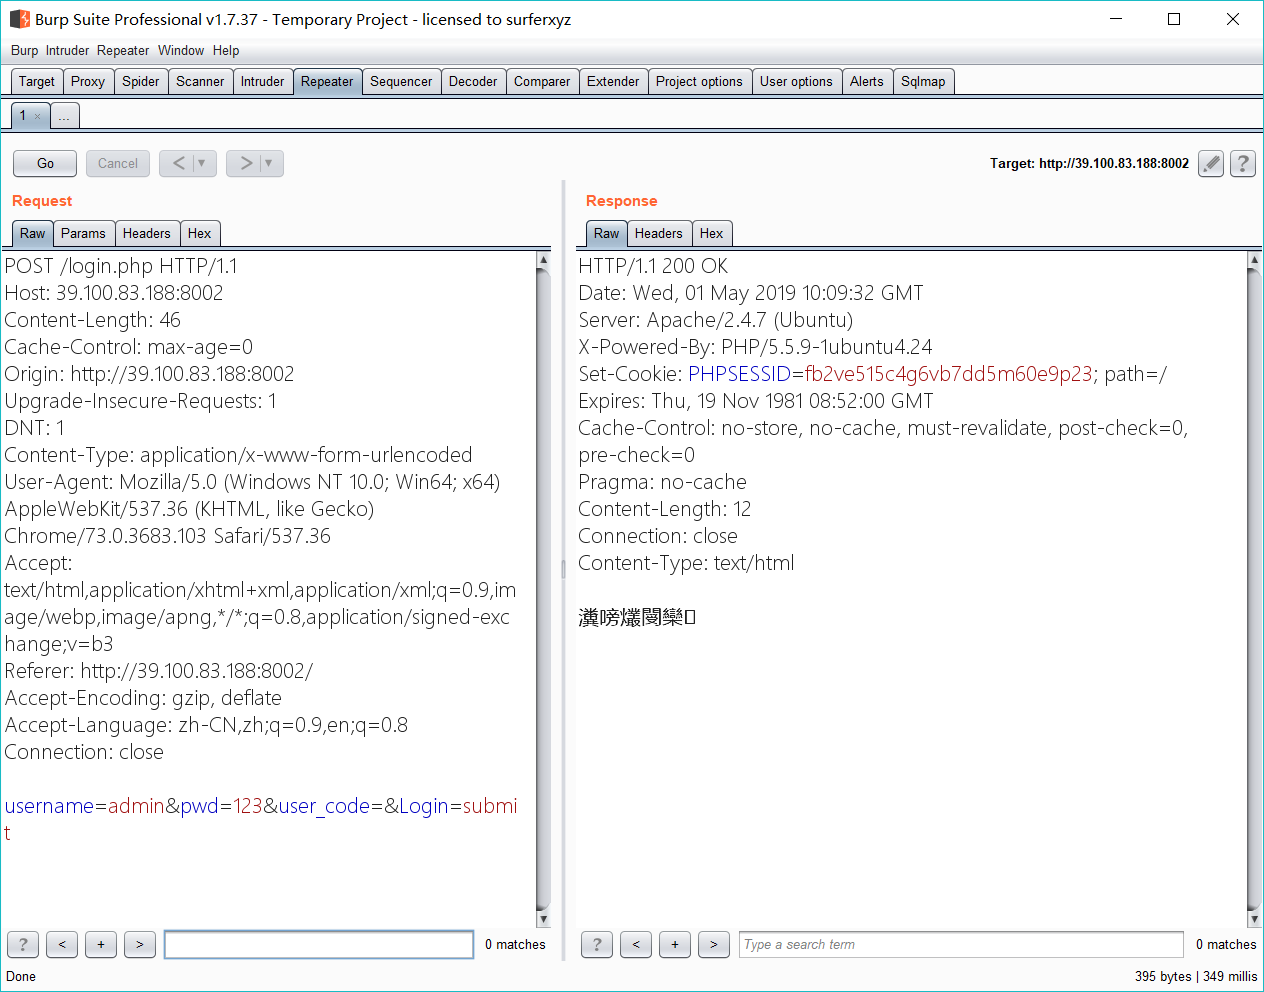 Burp Suite Professional v1.7.37 - Temporary Project - licensed to surferxyz
Burp Intruder Repeater Window Help
Target Proxy Spider Scanner Intruder Repeater Sequencer Decoder Comparer Extender Project options User options Alerts Sqlmap
1 × ...
Go Cancel < ▼ > ▼ Target: http://39.100.83.188:8002 ?
Request
Raw Params Headers Hex
POST /login.php HTTP/1.1
Host: 39.100.83.188:8002
Content-Length: 46
Cache-Control: max-age=0
Origin: http://39.100.83.188:8002
Upgrade-Insecure-Requests: 1
DNT: 1
Content-Type: application/x-www-form-urlencoded
User-Agent: Mozilla/5.0 (Windows NT 10.0; Win64; x64)
AppleWebKit/537.36 (KHTML, like Gecko)
Chrome/73.0.3683.103 Safari/537.36
Accept:
text/html,application/xhtml+xml,application/xml;q=0.9,im
age/webp,image/apng,*/*;q=0.8,application/signed-exc
hange;v=b3
Referer: http://39.100.83.188:8002/
Accept-Encoding: gzip, deflate
Accept-Language: zh-CN,zh;q=0.9,en;q=0.8
Connection: close
username=admin&pwd=123&user_code=&Login=submi
t
? < + > 0 matches
Response
Raw Headers Hex
HTTP/1.1 200 OK
Date: Wed, 01 May 2019 10:09:32 GMT
Server: Apache/2.4.7 (Ubuntu)
X-Powered-By: PHP/5.5.9-1ubuntu4.24
Set-Cookie: PHPSESSID=fb2ve515c4g6vb7dd5m60e9p23; path=/
Expires: Thu, 19 Nov 1981 08:52:00 GMT
Cache-Control: no-store, no-cache, must-revalidate, post-check=0,
pre-check=0
Pragma: no-cache
Content-Length: 12
Connection: close
Content-Type: text/html
? < + > Type a search term 0 matches
Done 395 bytes | 349 millis